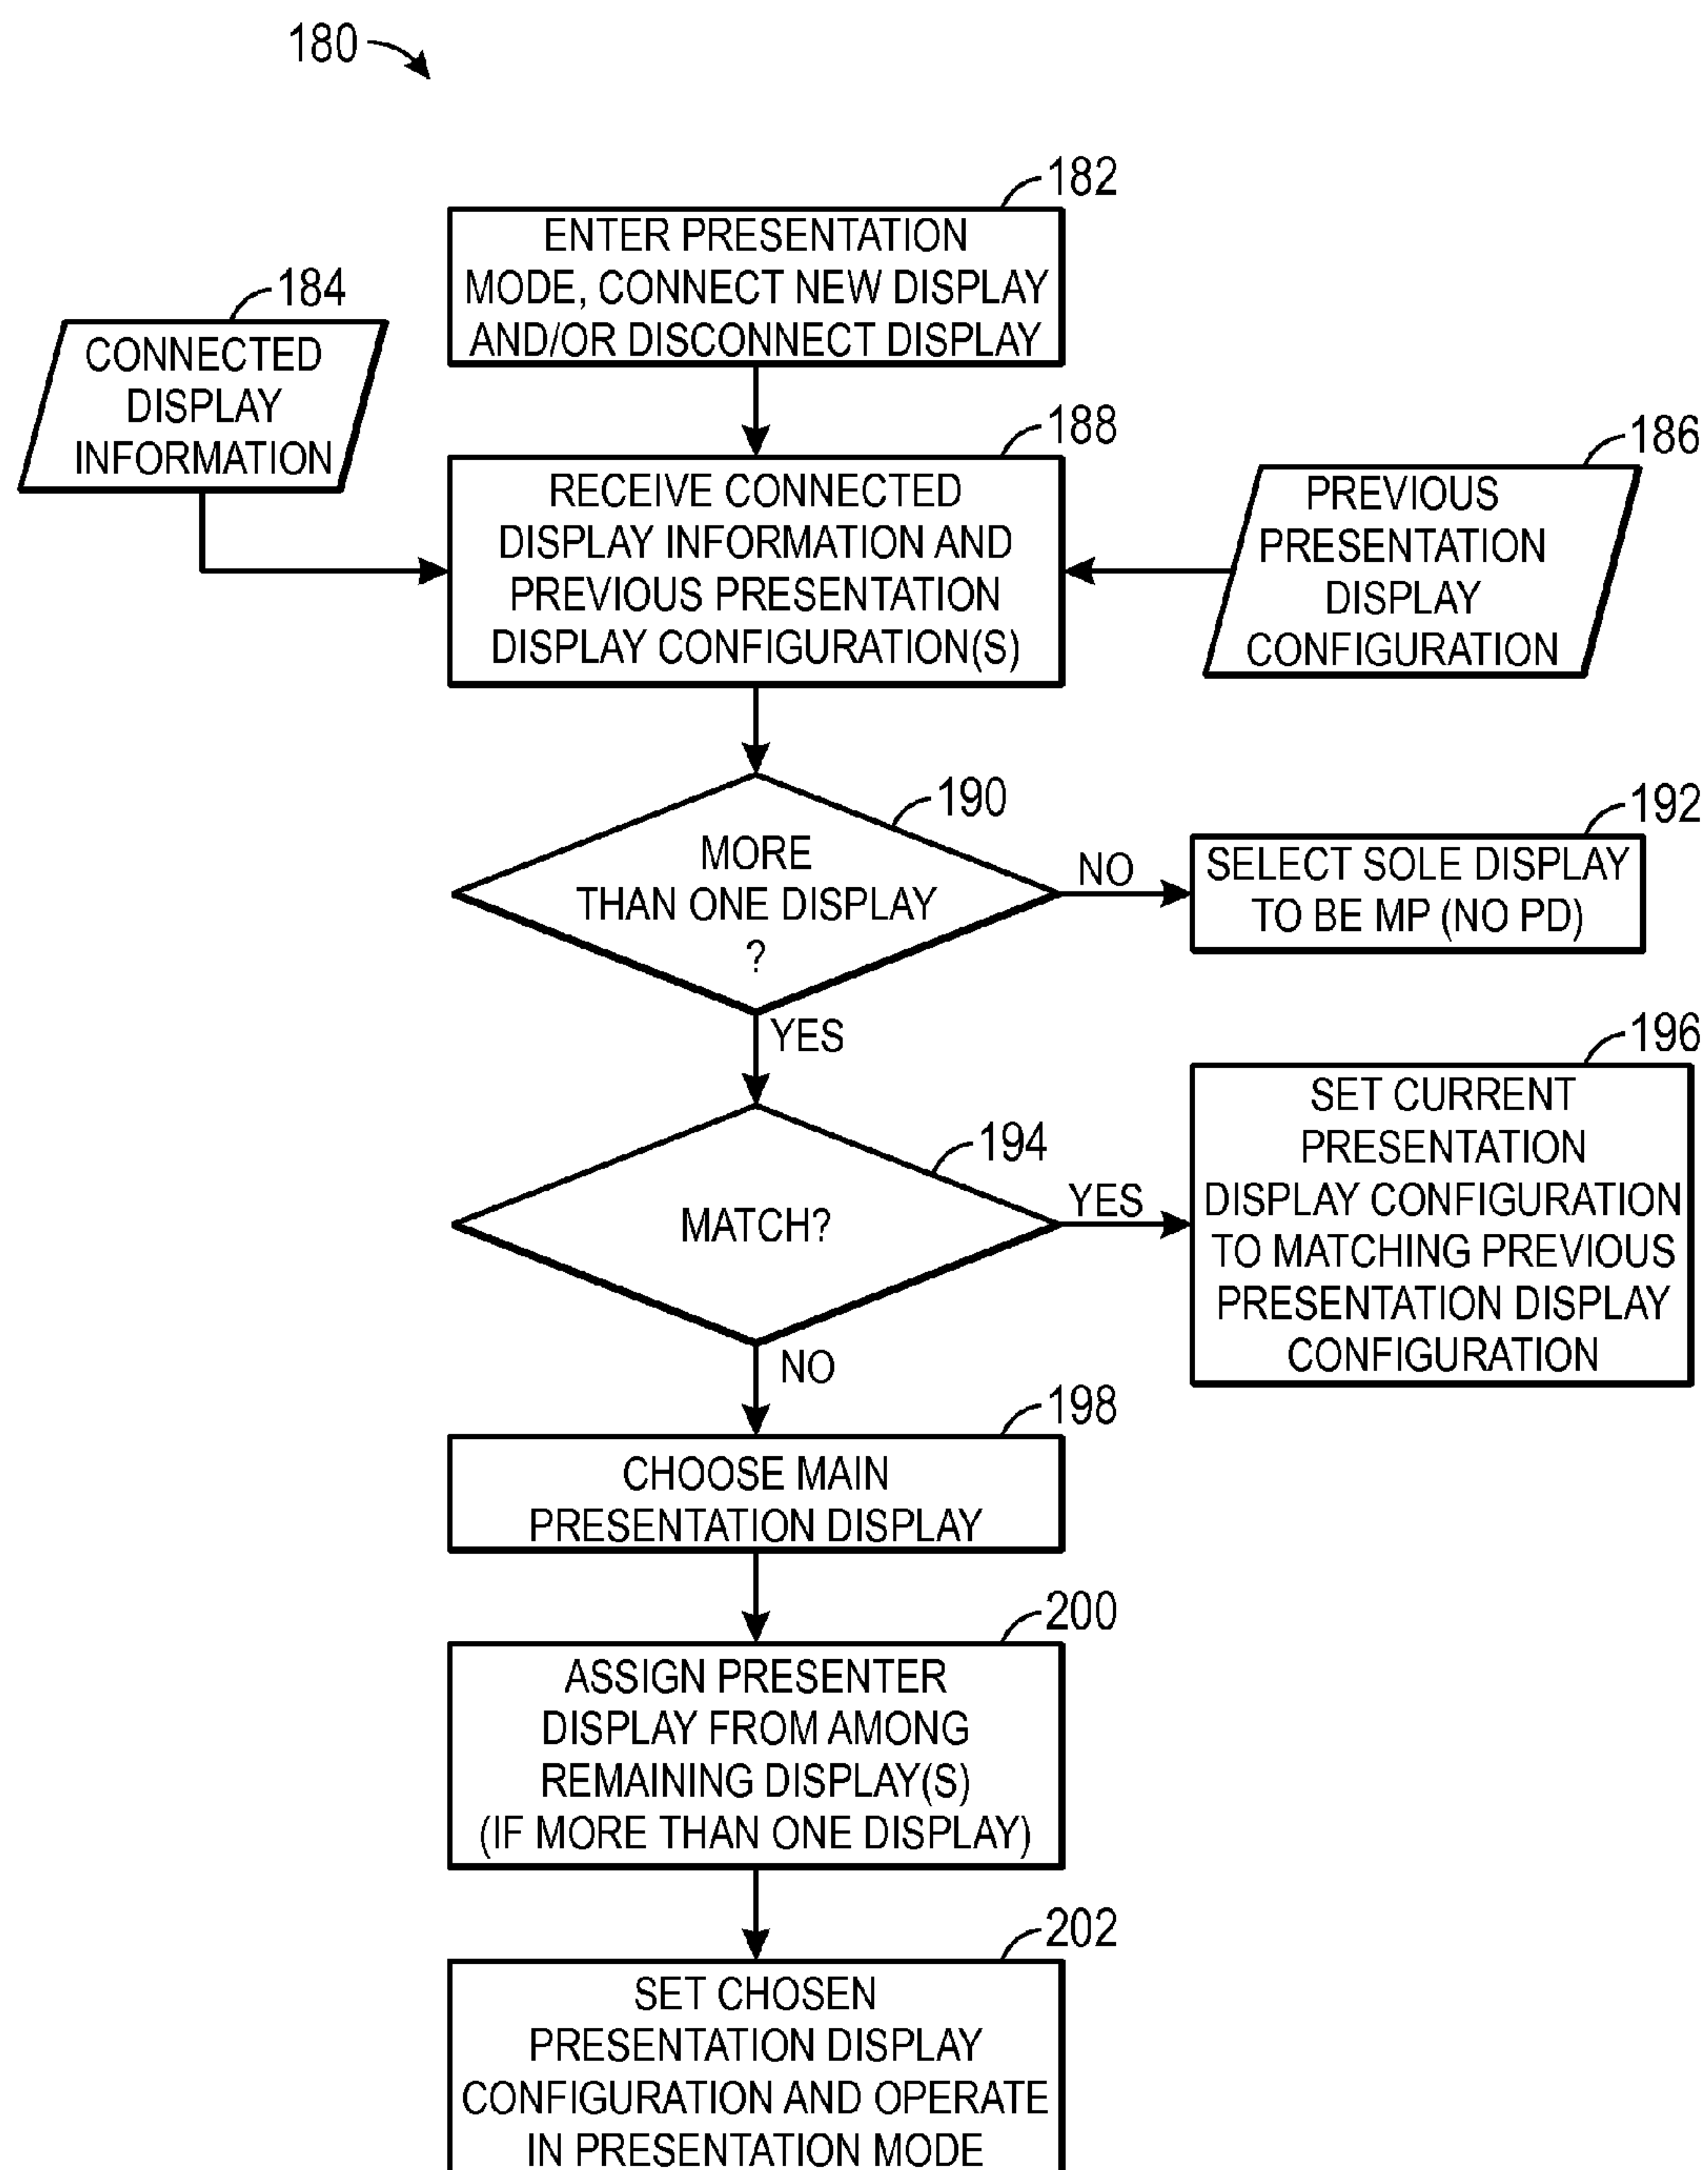 180
182
ENTER PRESENTATION
MODE, CONNECT NEW DISPLAY
AND/OR DISCONNECT DISPLAY
184
CONNECTED
DISPLAY
INFORMATION
188
RECEIVE CONNECTED
DISPLAY INFORMATION AND
PREVIOUS PRESENTATION
DISPLAY CONFIGURATION(S)
186
PREVIOUS
PRESENTATION
DISPLAY
CONFIGURATION
190
MORE
THAN ONE DISPLAY
?
NO
192
SELECT SOLE DISPLAY
TO BE MP (NO PD)
YES
194
MATCH?
YES
196
SET CURRENT
PRESENTATION
DISPLAY CONFIGURATION
TO MATCHING PREVIOUS
PRESENTATION DISPLAY
CONFIGURATION
NO
198
CHOOSE MAIN
PRESENTATION DISPLAY
200
ASSIGN PRESENTER
DISPLAY FROM AMONG
REMAINING DISPLAY(S)
(IF MORE THAN ONE DISPLAY)
202
SET CHOSEN
PRESENTATION DISPLAY
CONFIGURATION AND OPERATE
IN PRESENTATION MODE